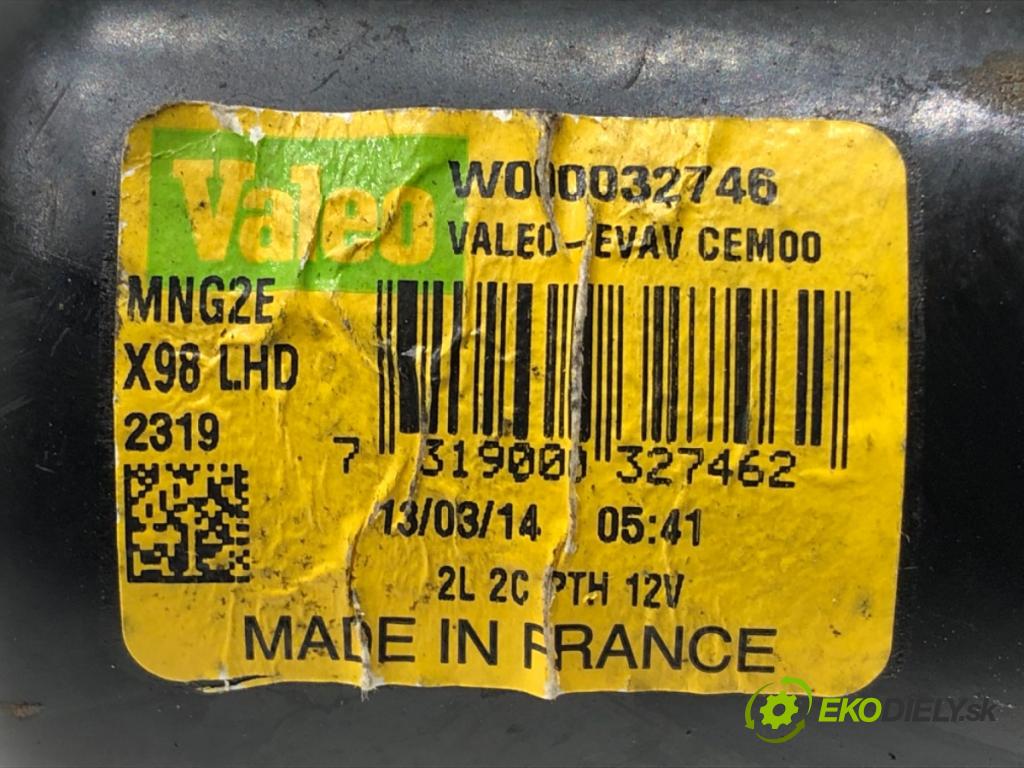 Valeo
W000032746
VALEO - EVAV CEM00
MNG2E
X98 LHD
2319
7 319000 327462
13/03/14 05:41
2L 2C PTH 12V
MADE IN FRANCE
EKODIELY.sk